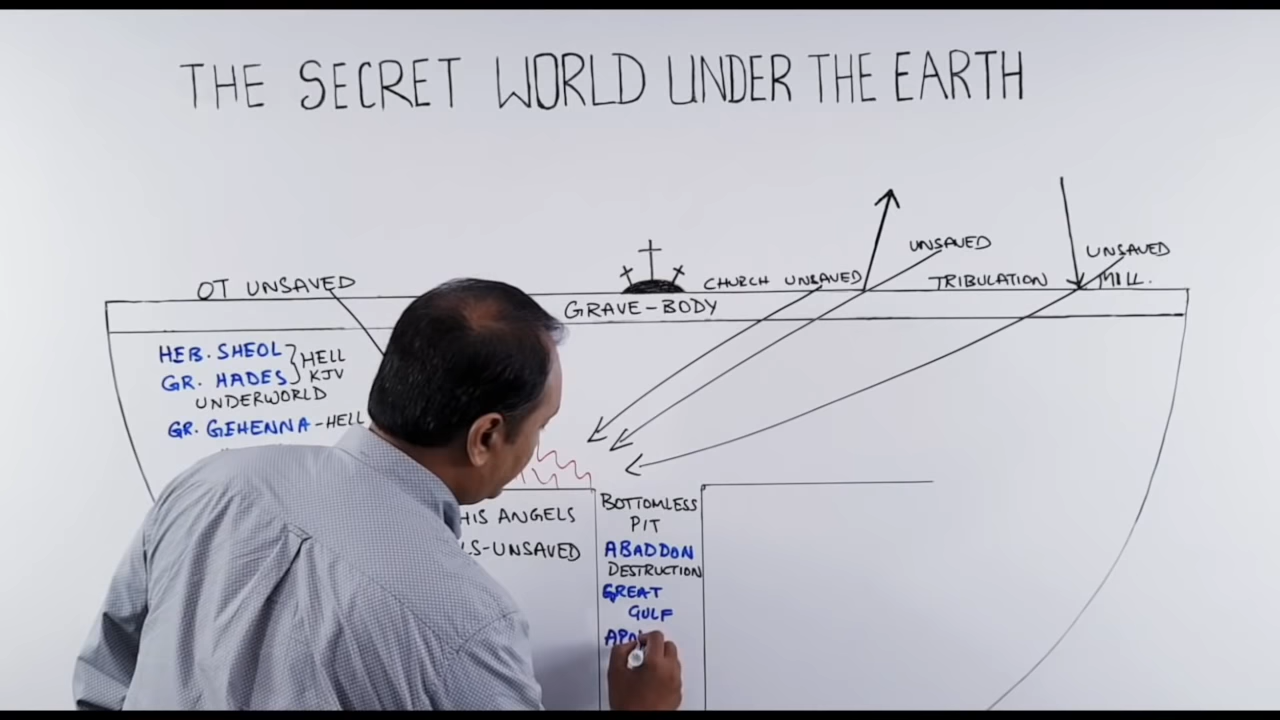 THE SECRET WORLD UNDER THE EARTH
UNSAVED
UNSAVED
OT UNSAVED
CHURCH UNSAVED
TRIBULATION
MILL.
GRAVE-BODY
HEB. SHEOL
GR. HADES
HELL
KJV
UNDERWORLD
GR. GEHENNA-HELL
HIS ANGELS
LS-UNSAVED
BOTTOMLESS
PIT
ABADDON
DESTRUCTION
GREAT
GULF